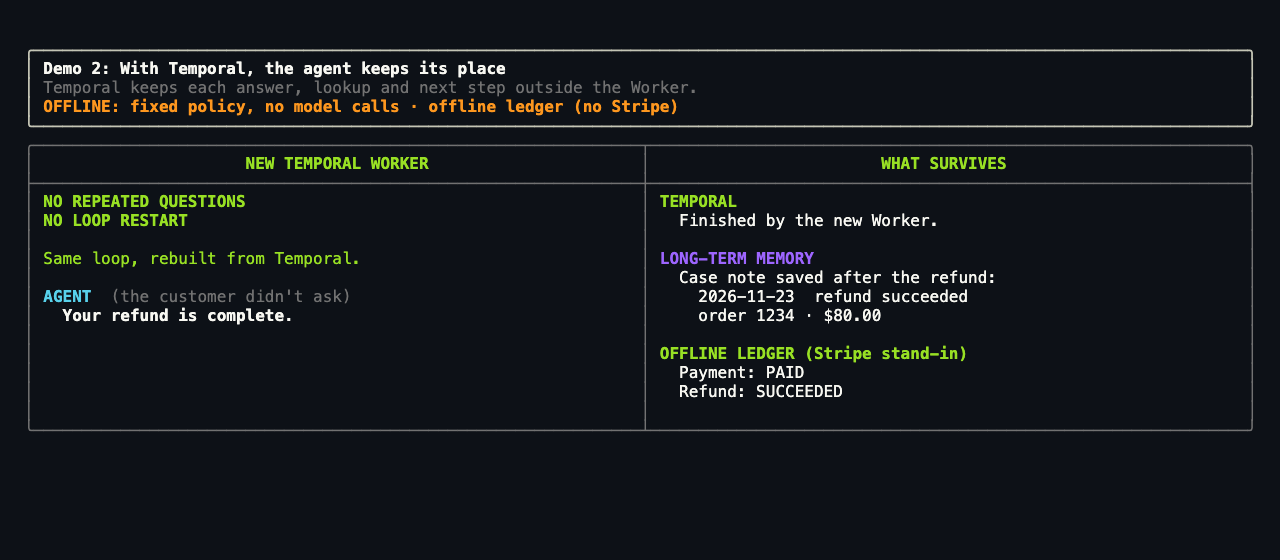 Demo 2: With Temporal, the agent keeps its place
Temporal keeps each answer, lookup and next step outside the Worker.
OFFLINE: fixed policy, no model calls · offline ledger (no Stripe)
NEW TEMPORAL WORKER
NO REPEATED QUESTIONS
NO LOOP RESTART
Same loop, rebuilt from Temporal.
AGENT (the customer didn't ask)
Your refund is complete.
WHAT SURVIVES
TEMPORAL
Finished by the new Worker.
LONG-TERM MEMORY
Case note saved after the refund:
2026-11-23 refund succeeded
order 1234 · $80.00
OFFLINE LEDGER (Stripe stand-in)
Payment: PAID
Refund: SUCCEEDED